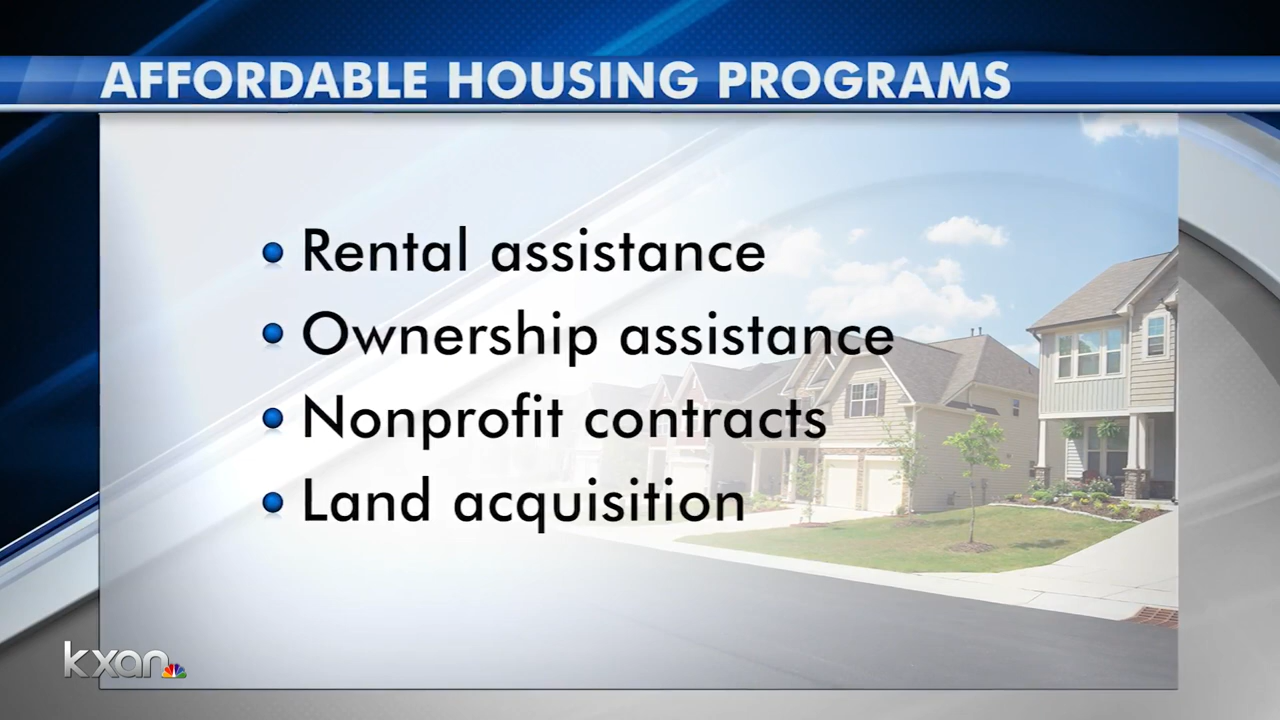 AFFORDABLE HOUSING PROGRAMS
• Rental assistance
• Ownership assistance
• Nonprofit contracts
• Land acquisition
kxan